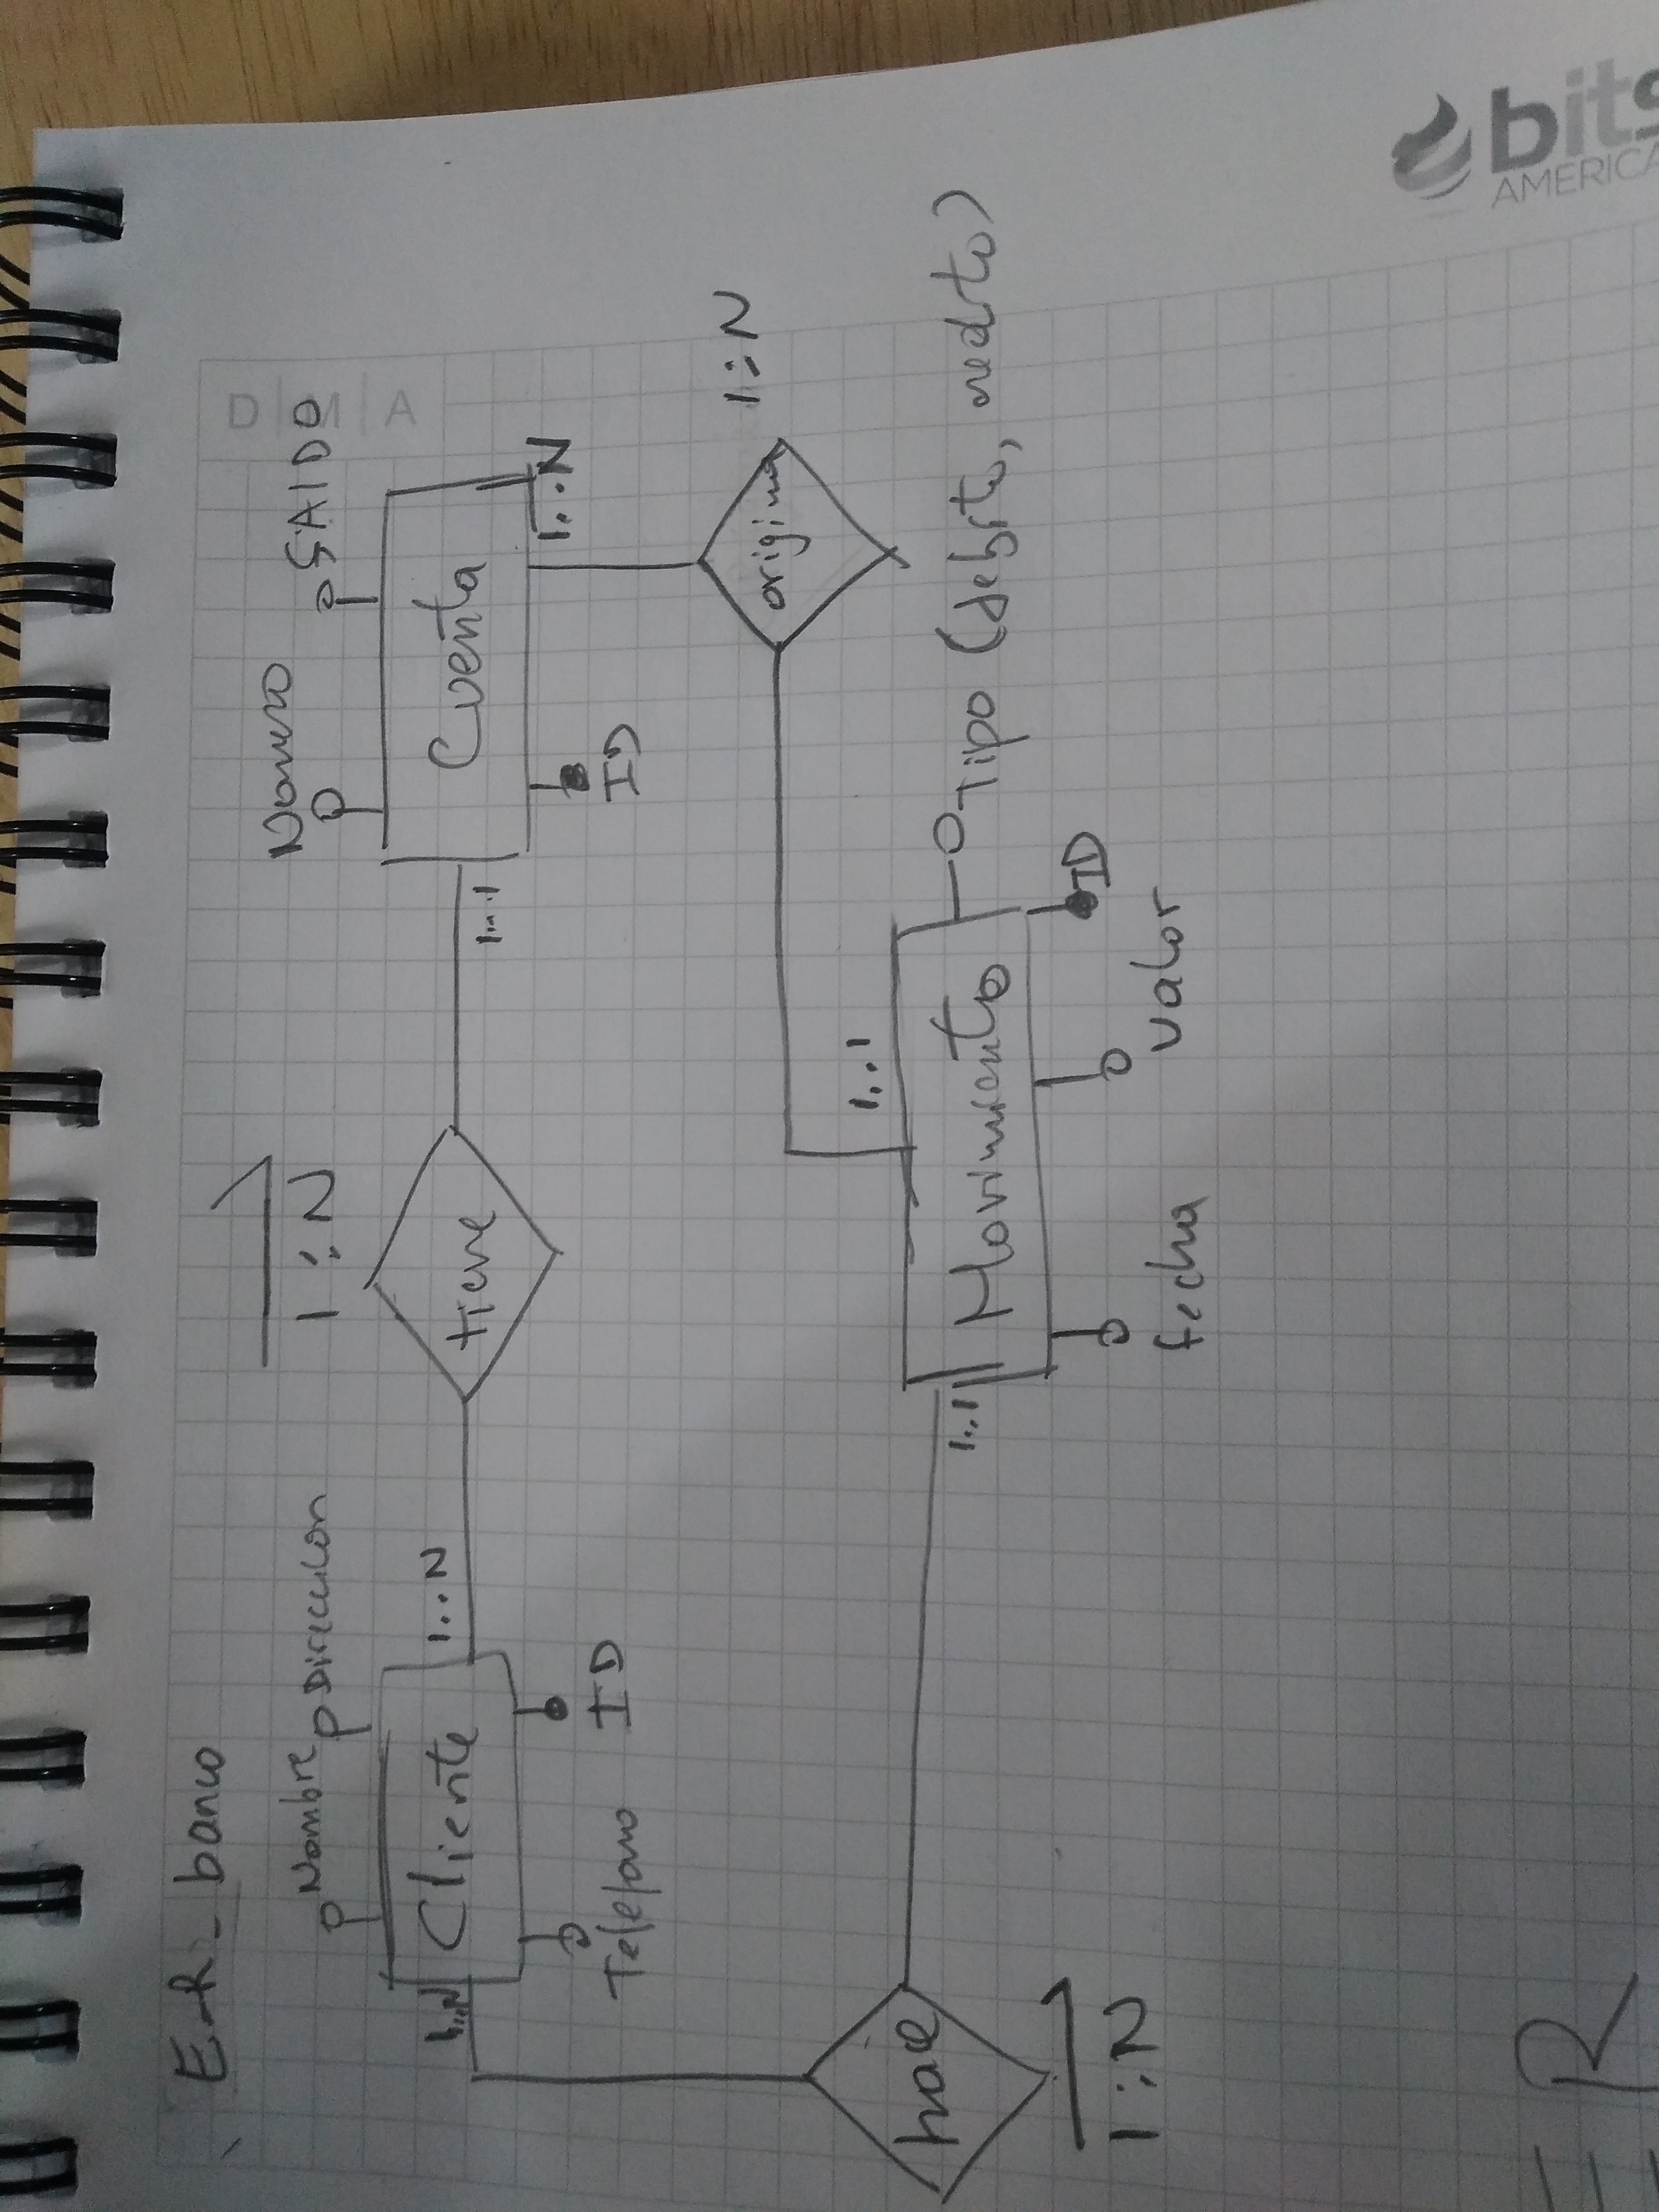 E-R - banco
Nombre
Direccion
1:N
Numero
SAlDO
D M A
Cliente
1...N
tiene
1...1
Cuenta
1...N
1...N
Telefono
ID
ID
origina
1:N
1...1
hace
1...1
Movimiento
Tipo (debito, credito)
1:N
fecha
valor
ID
bits
AMERICA
E R